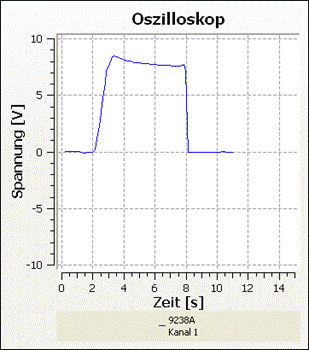 Oszilloskop
Spannung [V]
10
5
0
-5
-10
0 2 4 6 8 10 12 14
Zeit [s]
9238A
Kanal 1